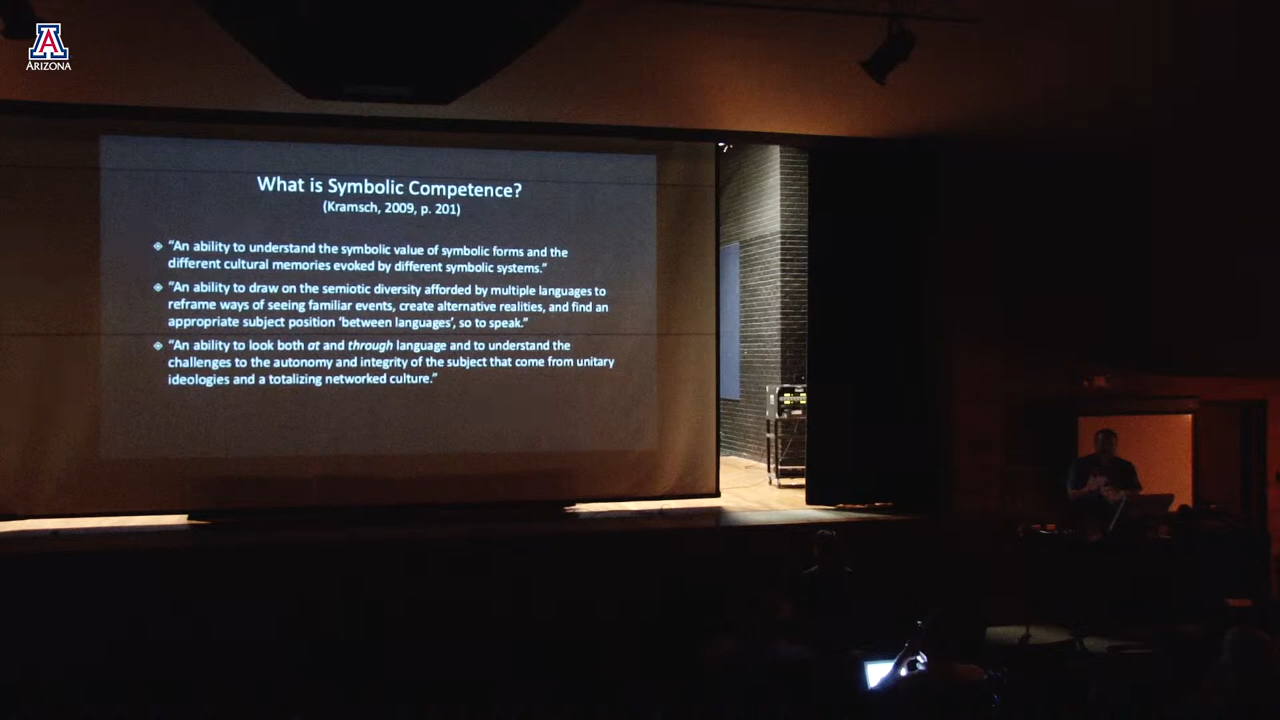 A
ARIZONA
What is Symbolic Competence?
(Kramsch, 2009, p. 201)
“An ability to understand the symbolic value of symbolic forms and the
different cultural memories evoked by different symbolic systems.”
“An ability to draw on the semiotic diversity afforded by multiple languages to
reframe ways of seeing familiar events, create alternative realities, and find an
appropriate subject position ‘between languages’, so to speak.”
“An ability to look both at and through language and to understand the
challenges to the autonomy and integrity of the subject that come from unitary
ideologies and a totalizing networked culture.”